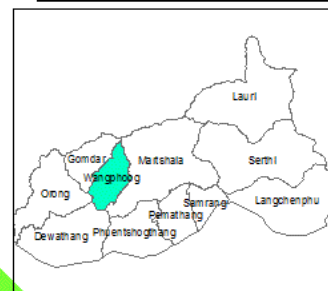 Lauri
Gomdar
Martshala
Serthi
Wangphoog
Orong
Samrang
Langchenphu
Pemathang
Phuentshogthang
Dewathang